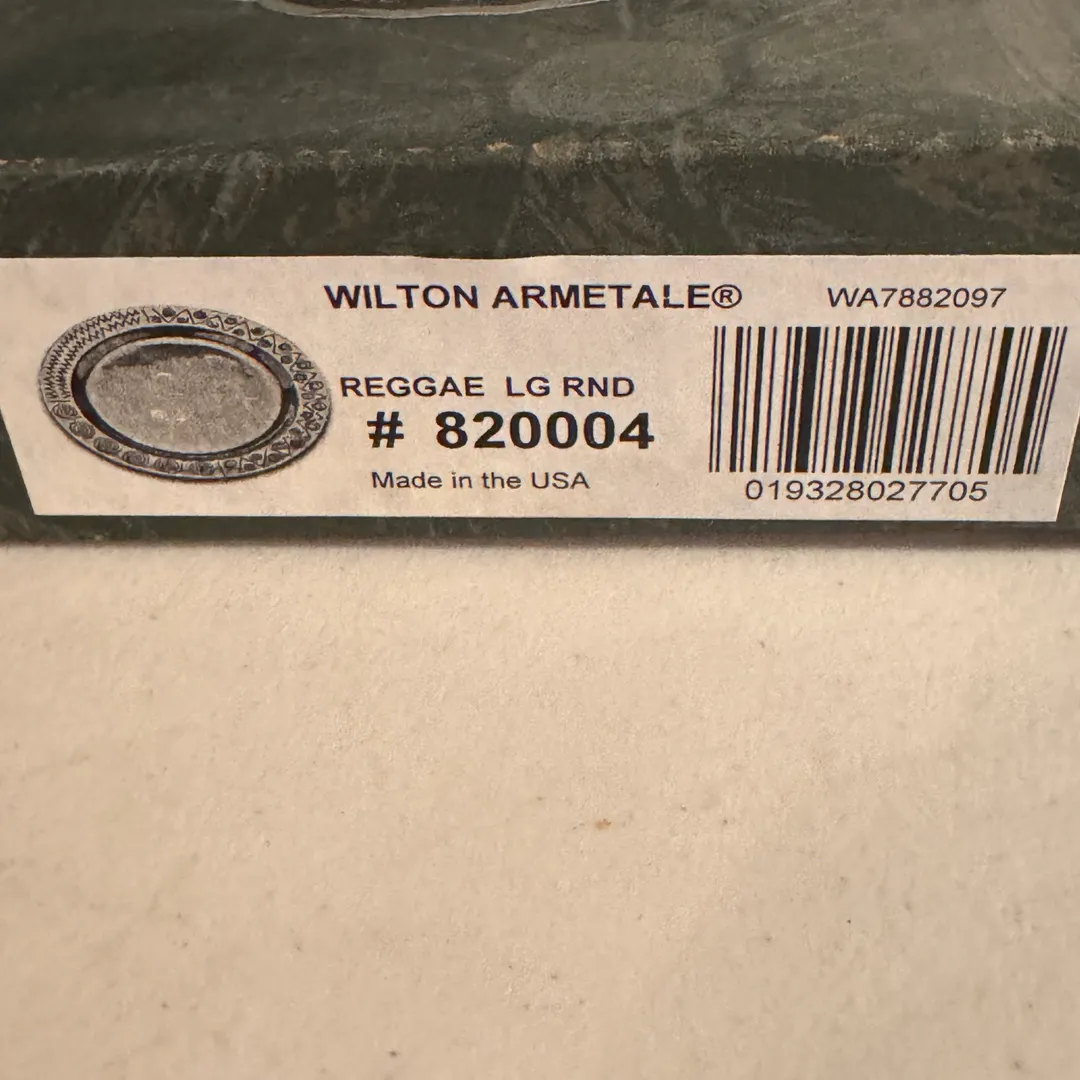 WILTON ARMETALE®
WA7882097
REGGAE LG RND
# 820004
Made in the USA
019328027705